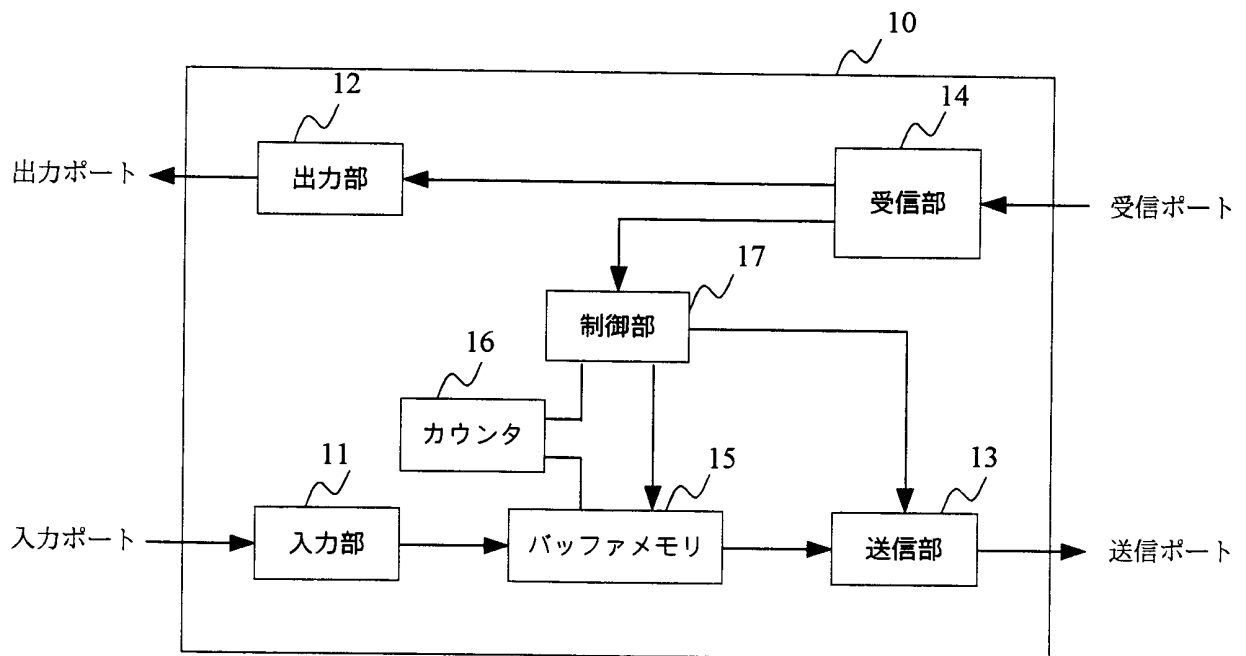 10
12
14
出力ポート
出力部
受信部
受信ポート
17
制御部
16
カウンタ
11
15
13
入力ポート
入力部
バッファメモリ
送信部
送信ポート